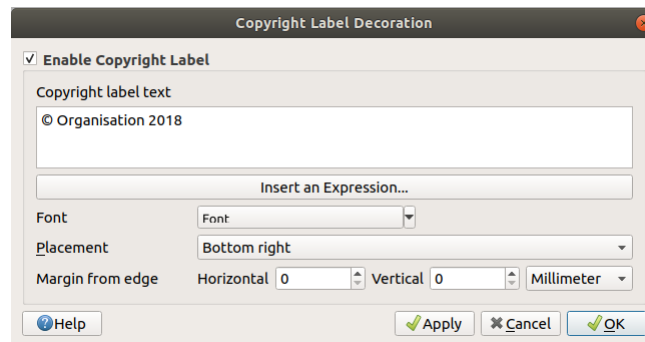 Copyright Label Decoration
Enable Copyright Label
Copyright label text
© Organisation 2018
Insert an Expression...
Font Font
Placement Bottom right
Margin from edge Horizontal 0 Vertical 0 Millimeter
Help Apply Cancel OK